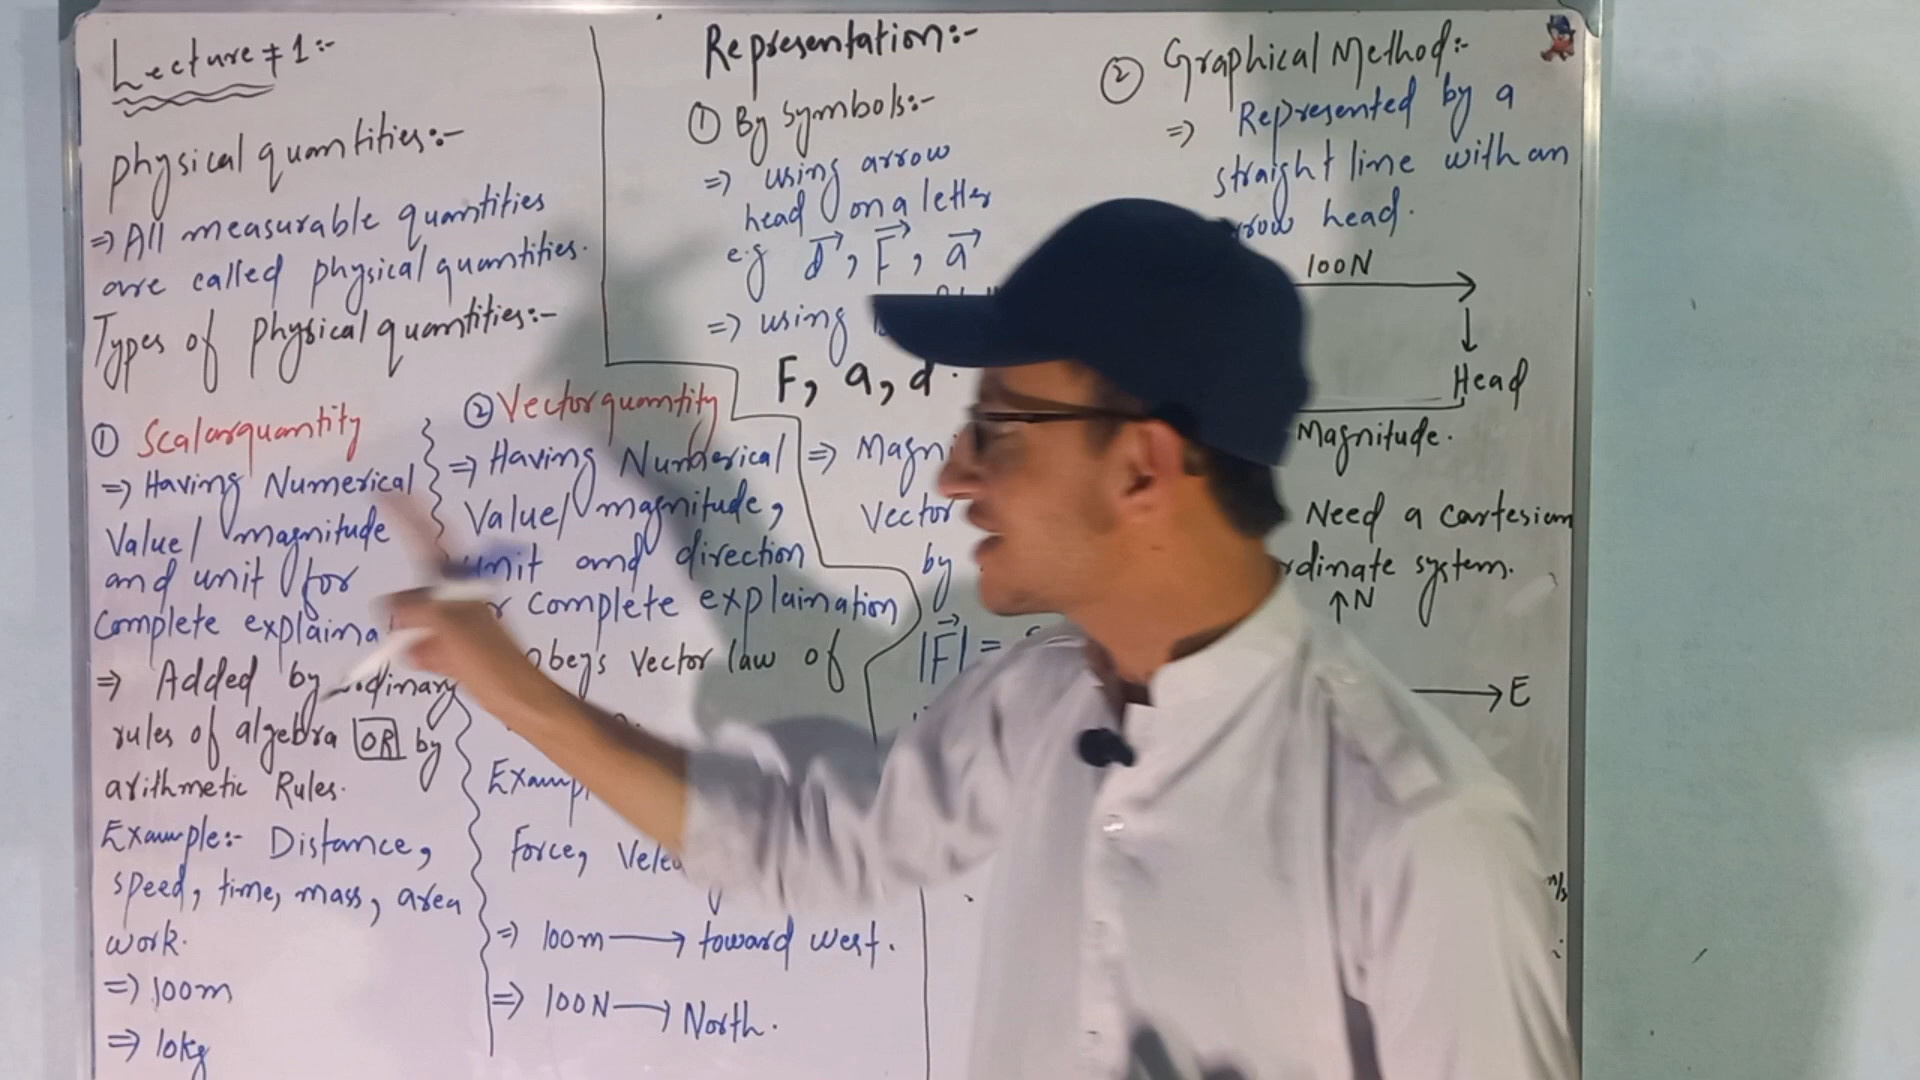 Lecture # 1:-
Physical quantities:-
=> All measurable quantities
are called physical quantities.
Types of Physical quantities:-
① Scalar quantity
=> Having Numerical
Value/ magnitude
and unit for
Complete explaina
=> Added by
rules of algebra OR by
arithmetic Rules.
Example:- Distance,
speed, time, mass, area
work.
=> 100m
=> 10kg
② Vector quantity
=> Having Numerical
Value/ magnitude,
unit and direction
complete explaination
Obeys Vector law of
Examp
Force,
=> 100m → toward West.
=> 100N → North.
Representation:-
① By Symbols:-
=> using arrow
head on a letter
e.g d⃗, F⃗, a⃗
=> using
F, a, d.
=> Magni
Vector
by
|F⃗| =
② Graphical Method:-
=> Represented by a
straight line with an
head.
100N
↓
Head
Magnitude.
Need a cartesian
rdinate system.
↑N
→ E